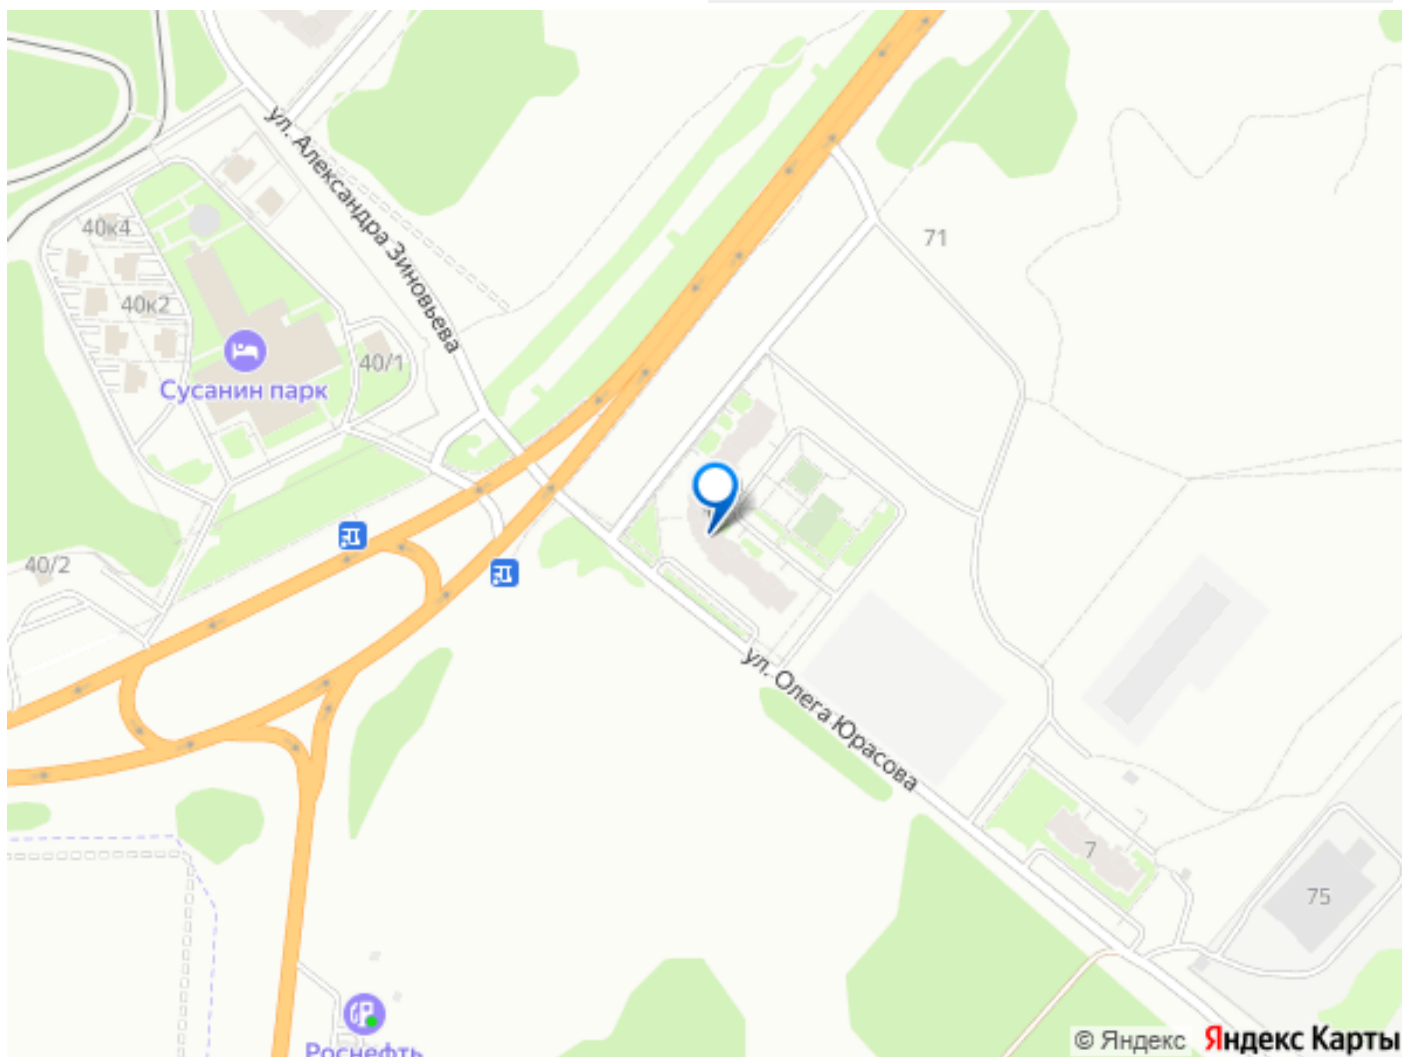 ул. Александра Зиновьева
40к4
71
40к2
40/1
Сусанин парк
40/2
ул. Олега Юрасова
7
75
Роснефть
© Яндекс Яндекс Карты